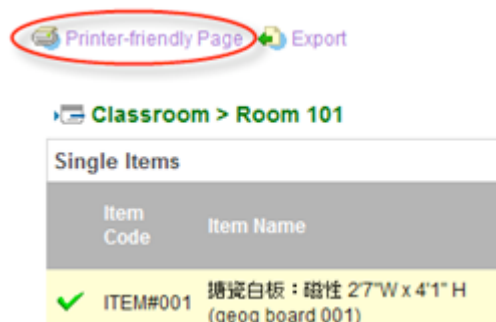 Printer-friendly Page Export
Classroom > Room 101
Single Items
Item Code Item Name
ITEM#001 搪瓷白板：磁性 2'7"W x 4'1" H
(geog board 001)